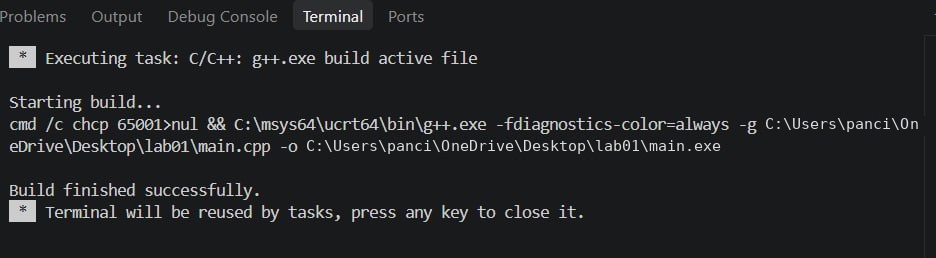 Problems Output Debug Console Terminal Ports
* Executing task: C/C++: g++.exe build active file
Starting build...
cmd /c chcp 65001>nul && C:\msys64\ucrt64\bin\g++.exe -fdiagnostics-color=always -g C:\Users\panci\On
eDrive\Desktop\lab01\main.cpp -o C:\Users\panci\OneDrive\Desktop\lab01\main.exe
Build finished successfully.
* Terminal will be reused by tasks, press any key to close it.